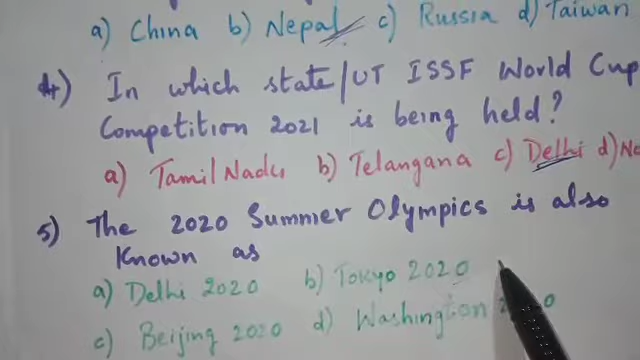 a) China b) Nepal c) Russia d) Taiwan
4) In which state/UT ISSF World Cup
Competition 2021 is being held?
a) Tamil Nadu b) Telangana c) Delhi d)
5) The 2020 Summer Olympics is also
known as
a) Delhi 2020 b) Tokyo 2020
c) Beijing 2020 d) Washington